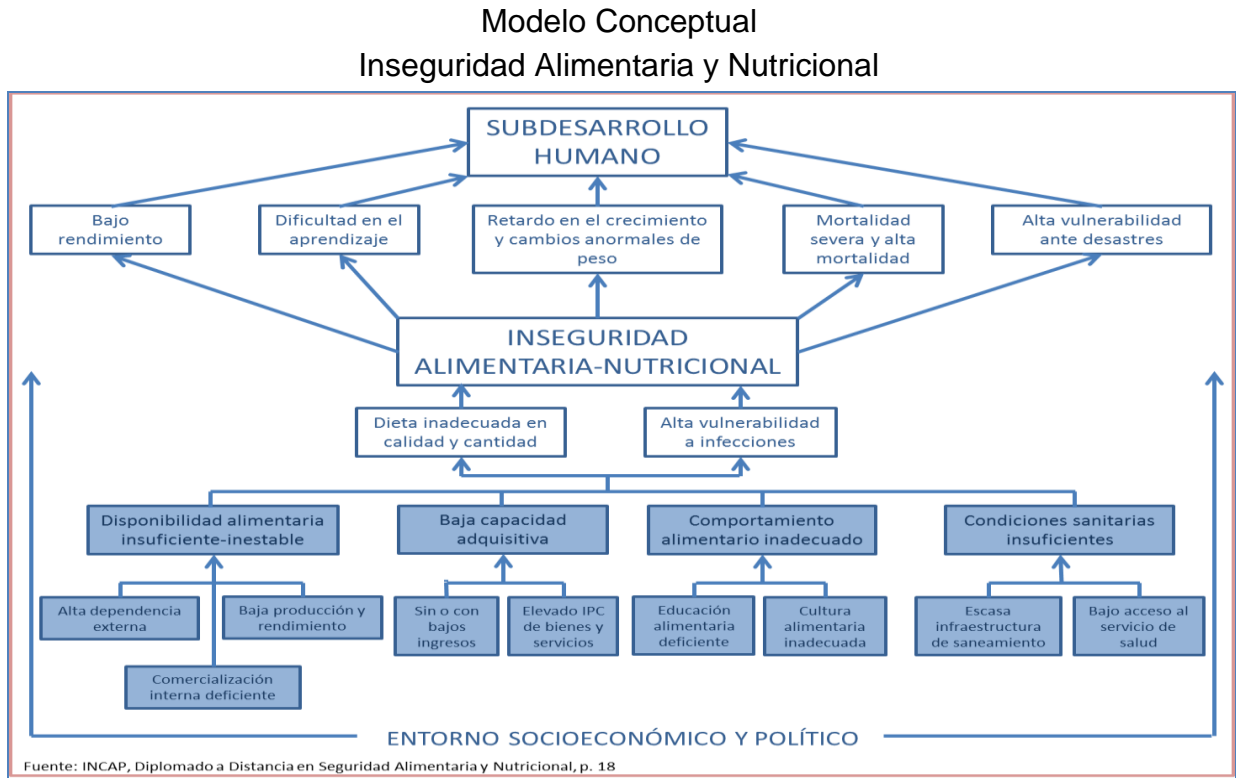 Modelo Conceptual
Inseguridad Alimentaria y Nutricional
SUBDESARROLLO
HUMANO
Bajo
rendimiento
Dificultad en el
aprendizaje
Retardo en el crecimiento
y cambios anormales de
peso
Mortalidad
severa y alta
mortalidad
Alta vulnerabilidad
ante desastres
INSEGURIDAD
ALIMENTARIA-NUTRICIONAL
Dieta inadecuada en
calidad y cantidad
Alta vulnerabilidad
a infecciones
Disponibilidad alimentaria
insuficiente-inestable
Baja capacidad
adquisitiva
Comportamiento
alimentario inadecuado
Condiciones sanitarias
insuficientes
Alta dependencia
externa
Baja producción y
rendimiento
Sin o con
bajos
ingresos
Elevado IPC
de bienes y
servicios
Educación
alimentaria
deficiente
Cultura
alimentaria
inadecuada
Escasa
infraestructura
de saneamiento
Bajo acceso al
servicio de
salud
Comercialización
interna deficiente
ENTORNO SOCIOECONÓMICO Y POLÍTICO
Fuente: INCAP, Diplomado a Distancia en Seguridad Alimentaria y Nutricional, p. 18